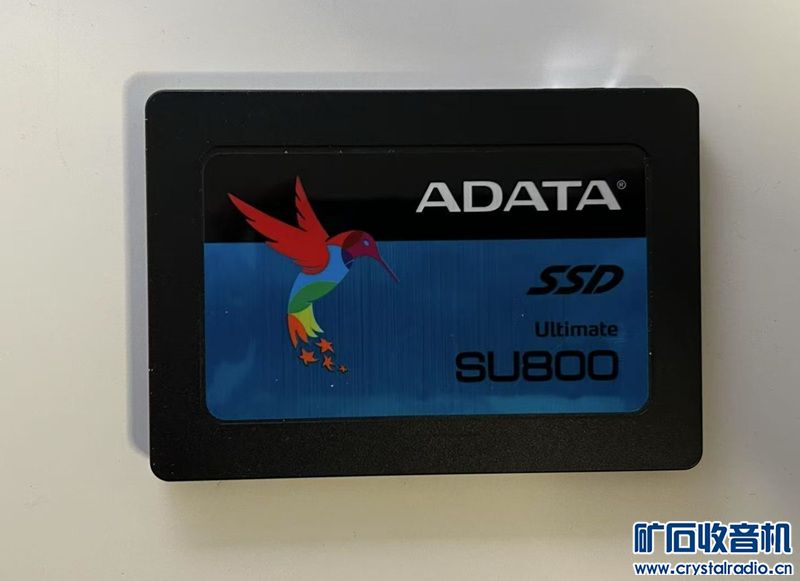 ADATA®
SSD
Ultimate
SU800
矿石收音机
www.crystalradio.cn